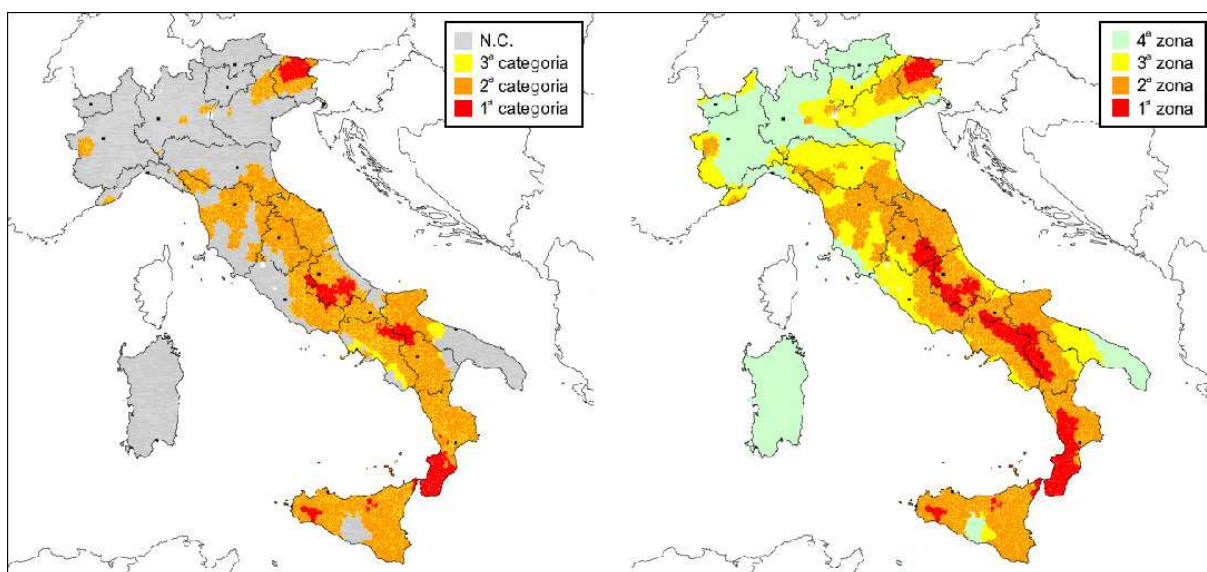 N.C.
3ª categoria
2ª categoria
1ª categoria
4ª zona
3ª zona
2ª zona
1ª zona